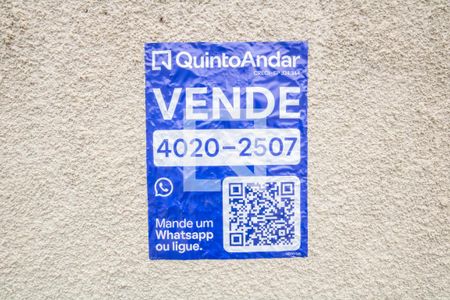 QuintoAndar
VENDE
4020-2507
Mande um
Whatsapp
ou ligue.